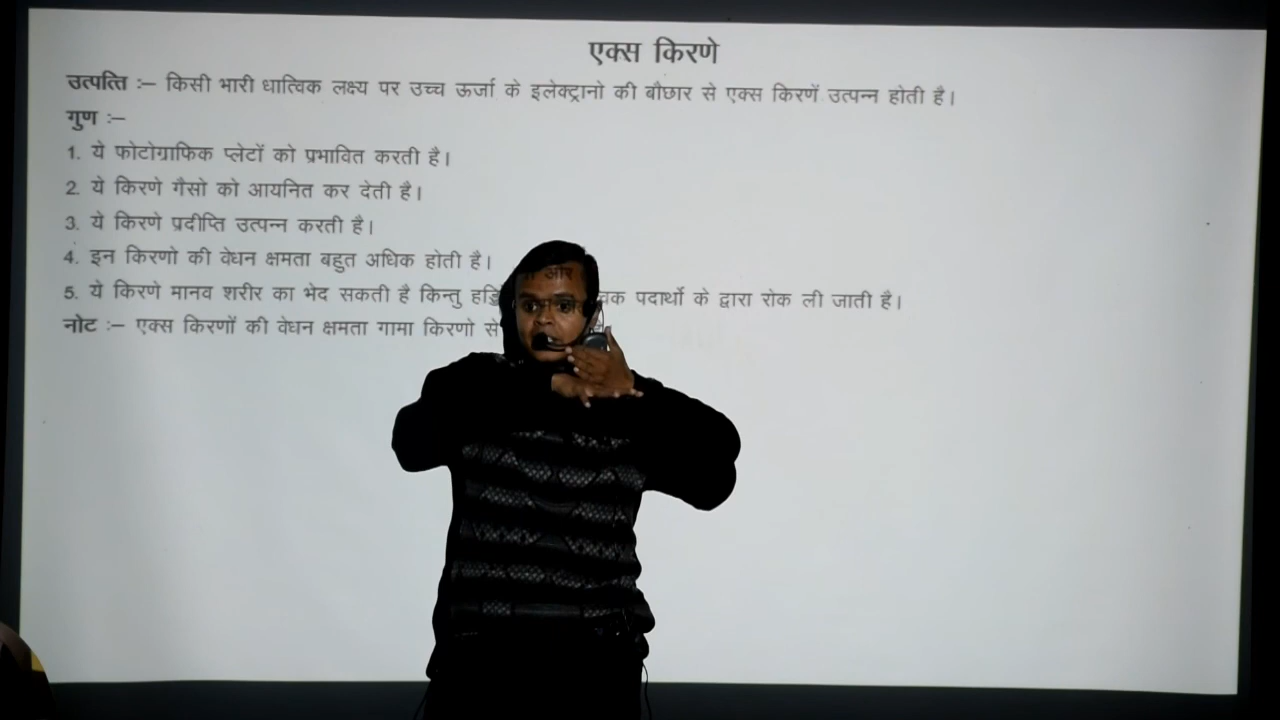 एक्स किरणे
उत्पत्ति :– किसी भारी धात्विक लक्ष्य पर उच्च ऊर्जा के इलेक्ट्रानो की बौछार से एक्स किरणें उत्पन्न होती है।
गुण :–
1. ये फोटोग्राफिक प्लेटों को प्रभावित करती है।
2. ये किरणे गैसो को आयनित कर देती है।
3. ये किरणे प्रदीप्ति उत्पन्न करती है।
4. इन किरणो की वेधन क्षमता बहुत अधिक होती है।
5. ये किरणे मानव शरीर का भेद सकती है किन्तु और पदार्थो के द्वारा रोक ली जाती है।
नोट :– एक्स किरणों की वेधन क्षमता गामा किरणो से